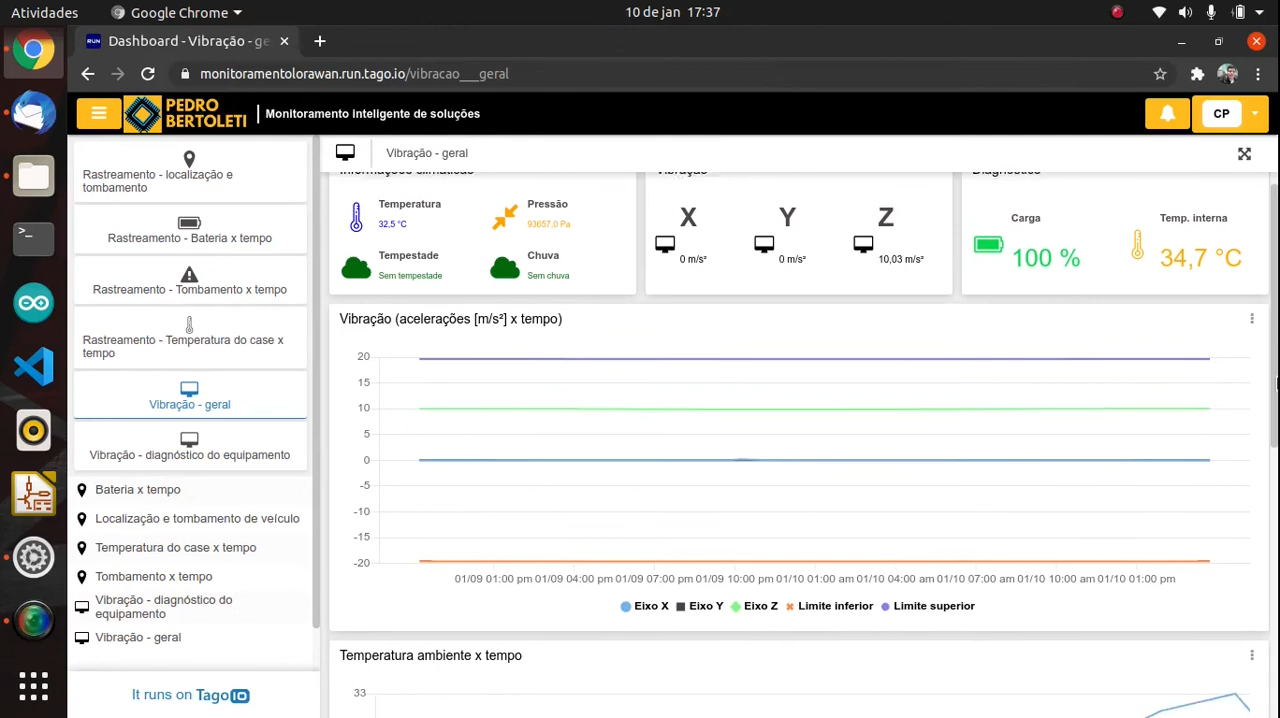 Atividades
Google Chrome
10 de jan 17:37
RUN
Dashboard - Vibração - ge
monitoramentolorawan.run.tago.io/vibracao___geral
PEDRO
BERTOLETI
Monitoramento inteligente de soluções
CP
Rastreamento - localização e
tombamento
Rastreamento - Bateria x tempo
Rastreamento - Tombamento x tempo
Rastreamento - Temperatura do case x
tempo
Vibração - geral
Vibração - diagnóstico do equipamento
Bateria x tempo
Localização e tombamento de veículo
Temperatura do case x tempo
Tombamento x tempo
Vibração - diagnóstico do
equipamento
Vibração - geral
It runs on TagoIO
Vibração - geral
Informações climáticas
Temperatura
32,5 °C
Pressão
93657,0 Pa
Tempestade
Sem tempestade
Chuva
Sem chuva
Vibração
X
0 m/s²
Y
0 m/s²
Z
10,03 m/s²
Diagnóstico
Carga
100 %
Temp. interna
34,7 °C
Vibração (acelerações [m/s²] x tempo)
20
15
10
5
0
-5
-10
-15
-20
01/09 01:00 pm 01/09 04:00 pm 01/09 07:00 pm 01/09 10:00 pm 01/10 01:00 am 01/10 04:00 am 01/10 07:00 am 01/10 10:00 am 01/10 01:00 pm
Eixo X Eixo Y Eixo Z Limite inferior Limite superior
Temperatura ambiente x tempo
33